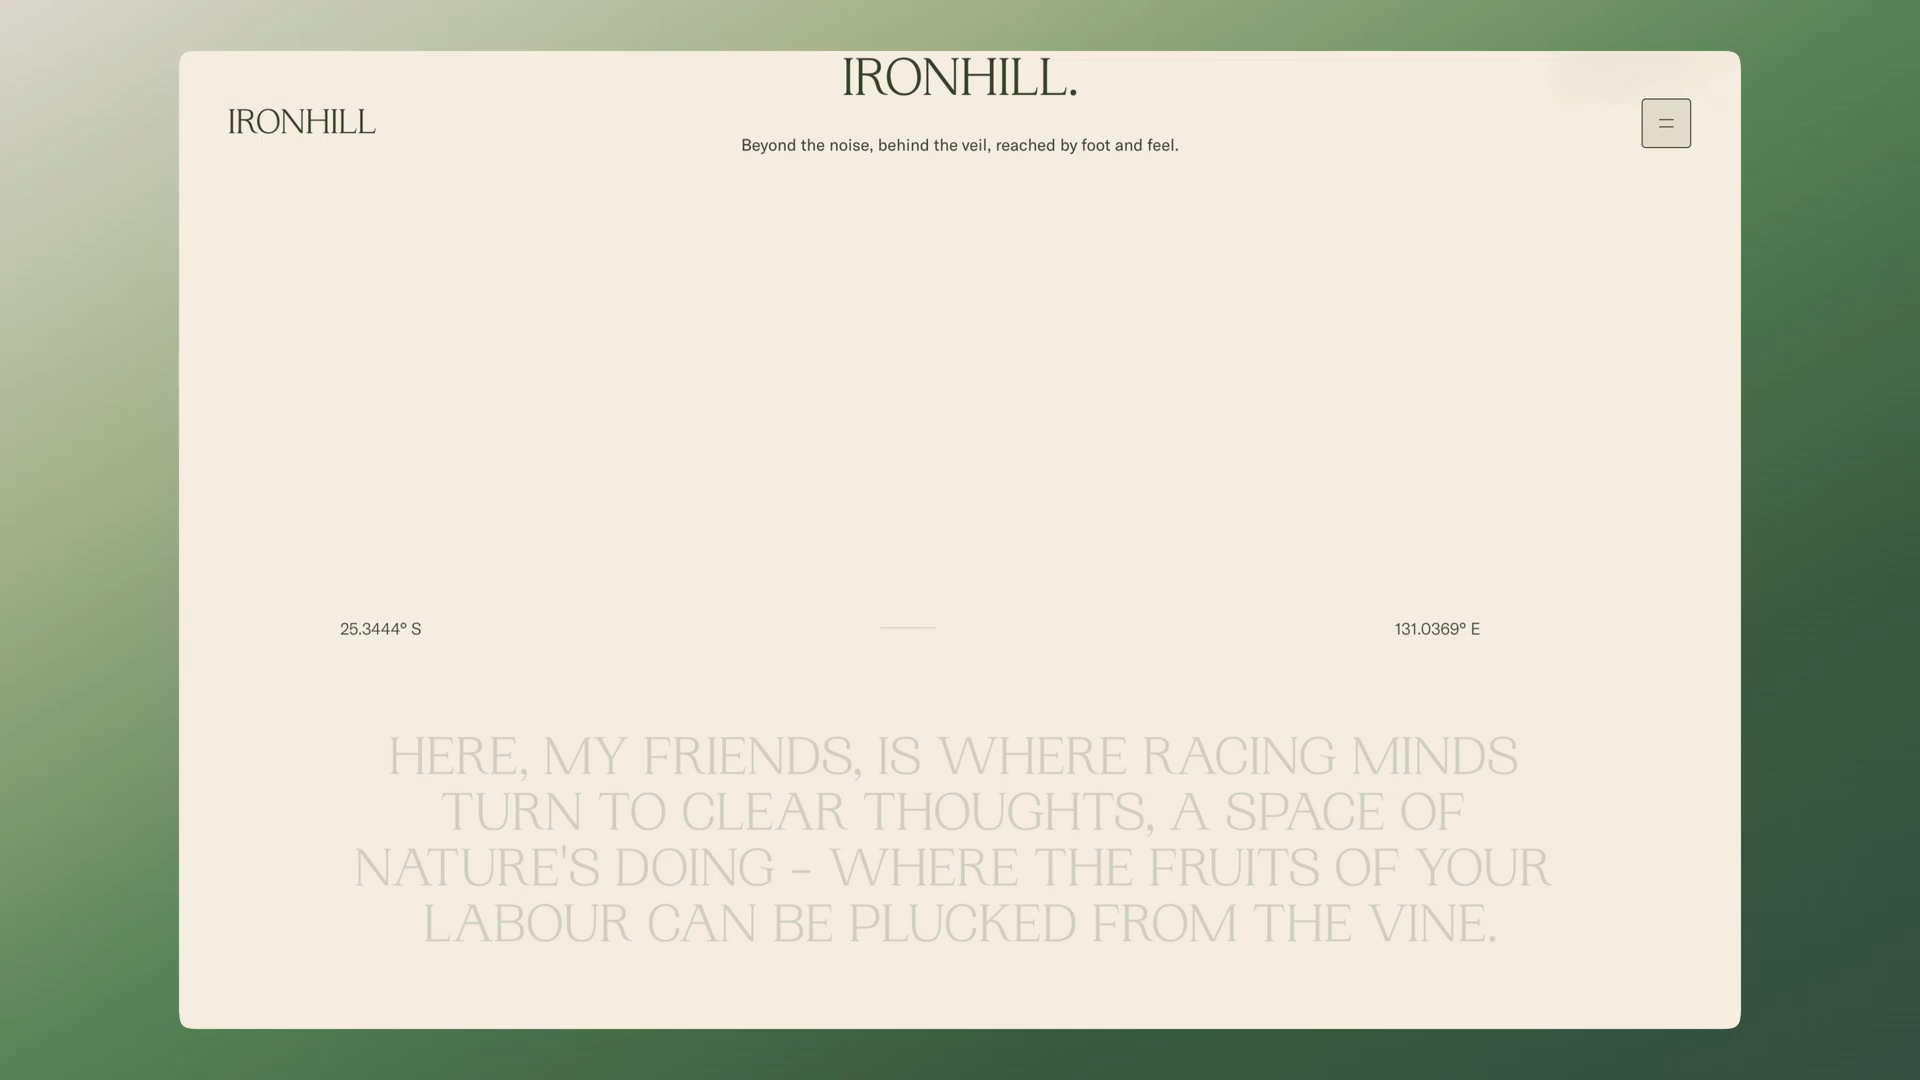 IRONHILL.
IRONHILL
Beyond the noise, behind the veil, reached by foot and feel.
25.3444° S
131.0369° E
HERE, MY FRIENDS, IS WHERE RACING MINDS
TURN TO CLEAR THOUGHTS, A SPACE OF
NATURE'S DOING – WHERE THE FRUITS OF YOUR
LABOUR CAN BE PLUCKED FROM THE VINE.